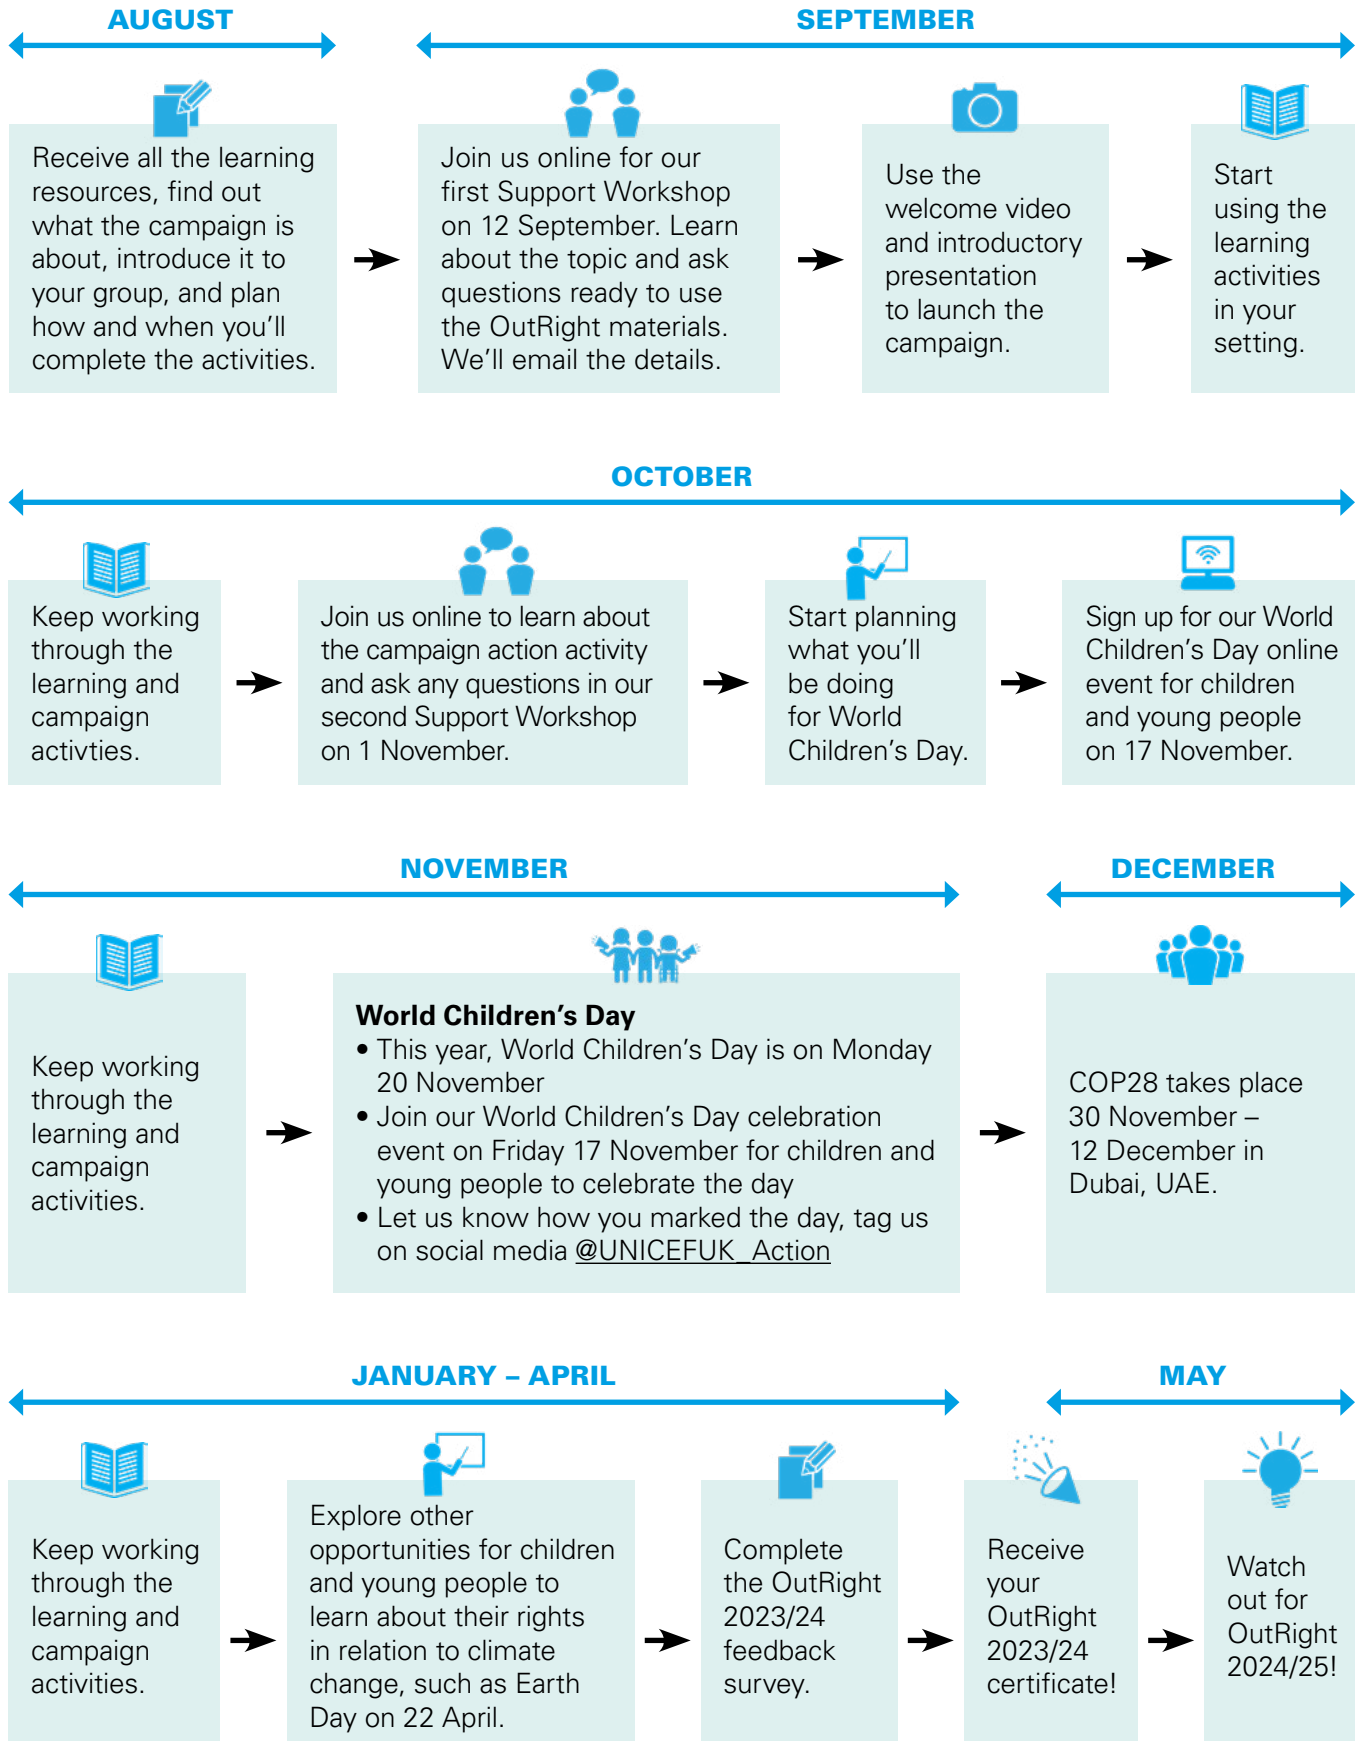 AUGUST
SEPTEMBER
Receive all the learning
resources, find out
what the campaign is
about, introduce it to
your group, and plan
how and when you'll
complete the activities.
Join us online for our
first Support Workshop
on 12 September. Learn
about the topic and ask
questions ready to use
the OutRight materials.
We'll email the details.
Use the
welcome video
and introductory
presentation
to launch the
campaign.
Start
using the
learning
activities
in your
setting.
OCTOBER
Keep working
through the
learning and
campaign
activties.
Join us online to learn about
the campaign action activity
and ask any questions in our
second Support Workshop
on 1 November.
Start planning
what you'll
be doing
for World
Children's Day.
Sign up for our World
Children's Day online
event for children
and young people
on 17 November.
NOVEMBER
DECEMBER
Keep working
through the
learning and
campaign
activities.
World Children's Day
• This year, World Children's Day is on Monday
20 November
• Join our World Children's Day celebration
event on Friday 17 November for children and
young people to celebrate the day
• Let us know how you marked the day, tag us
on social media @UNICEFUK_Action
COP28 takes place
30 November –
12 December in
Dubai, UAE.
JANUARY – APRIL
MAY
Keep working
through the
learning and
campaign
activities.
Explore other
opportunities for children
and young people to
learn about their rights
in relation to climate
change, such as Earth
Day on 22 April.
Complete
the OutRight
2023/24
feedback
survey.
Receive
your
OutRight
2023/24
certificate!
Watch
out for
OutRight
2024/25!